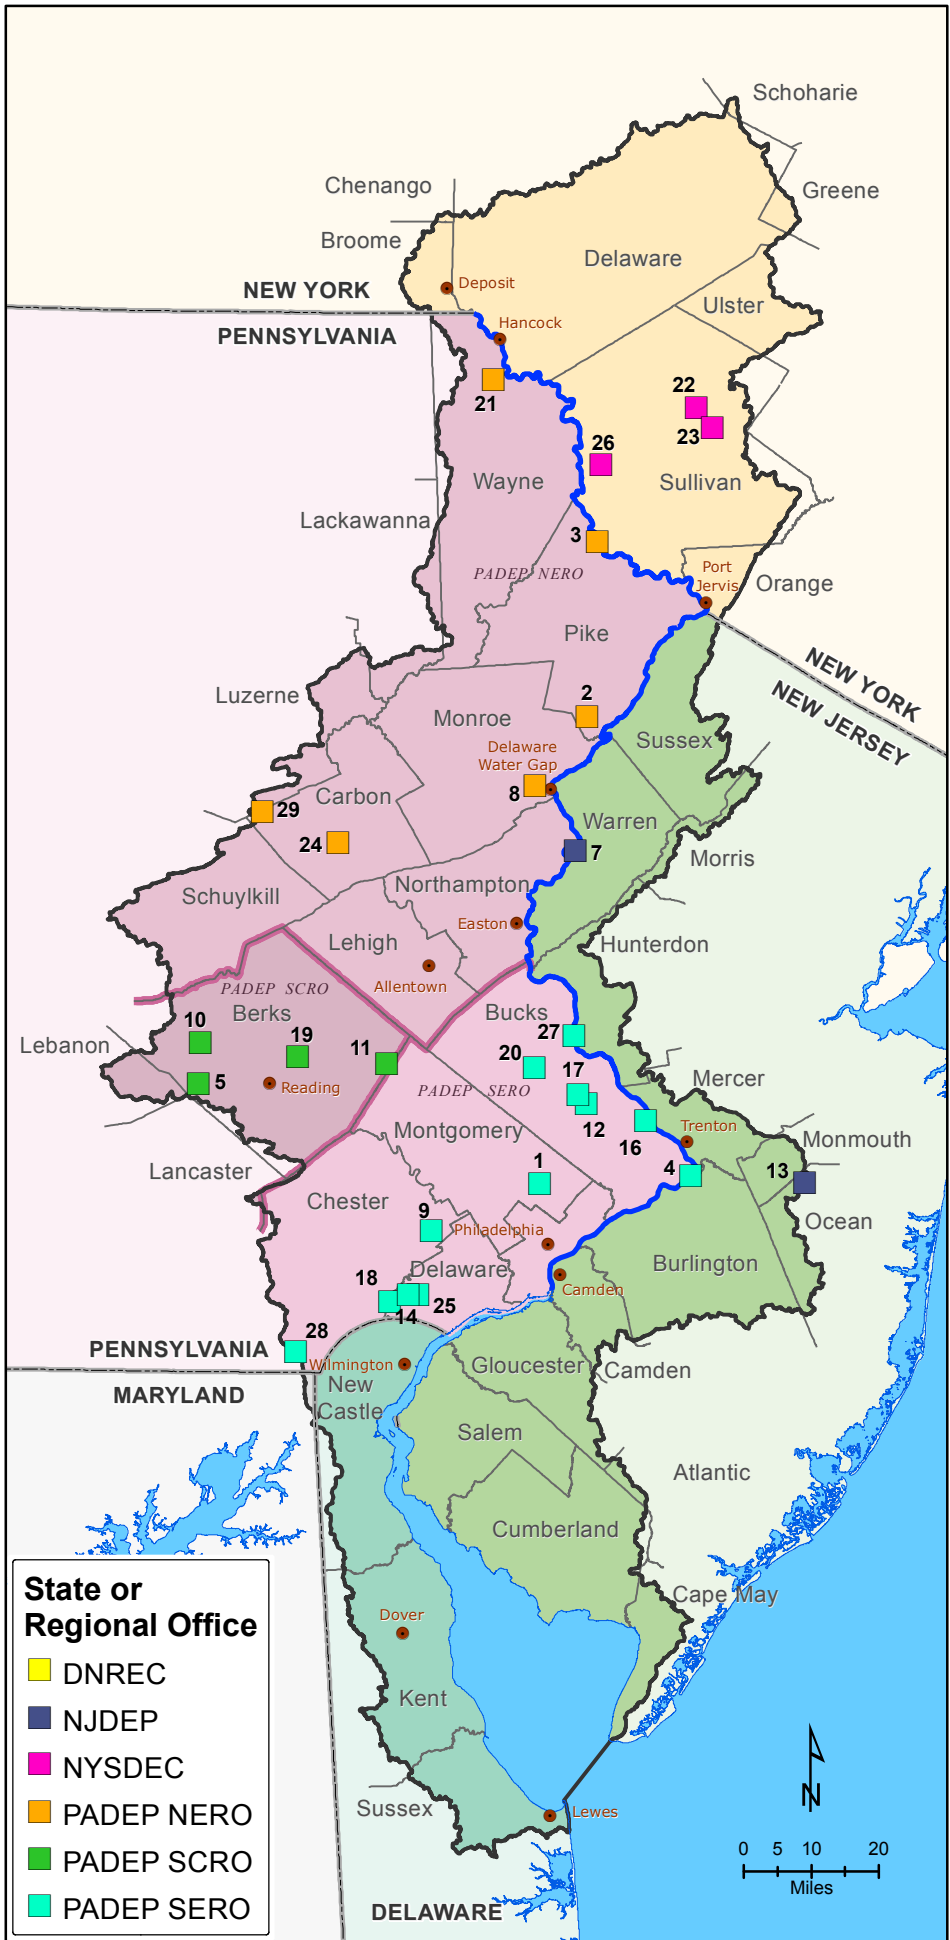 Schoharie
Chenango
Greene
Broome
Delaware
Deposit
NEW YORK
Ulster
Hancock
PENNSYLVANIA
22
21
23
26
Wayne
Sullivan
Lackawanna
3
PADEP NERO
Port
Jervis
Orange
Pike
NEW YORK
Luzerne
2
NEW JERSEY
Monroe
Sussex
Delaware
Water Gap
8
Carbon
29
Warren
24
7
Morris
Northampton
Schuylkill
Easton
Lehigh
Hunterdon
Allentown
PADEP SCRO
Berks
Bucks
10
27
19
11
20
Lebanon
17
5
Reading
PADEP SERO
Mercer
Trenton
12
Montgomery
16
Monmouth
Lancaster
1
4
13
Chester
9
Philadelphia
Ocean
Delaware
Burlington
18
Camden
25
14
28
PENNSYLVANIA
Wilmington
Gloucester
Camden
MARYLAND
New
Castle
Salem
Atlantic
Cumberland
State or
Regional Office
Cape May
Dover
DNREC
Kent
NJDEP
NYSDEC
PADEP NERO
Sussex
Lewes
N
PADEP SCRO
0 5 10 20
Miles
PADEP SERO
DELAWARE